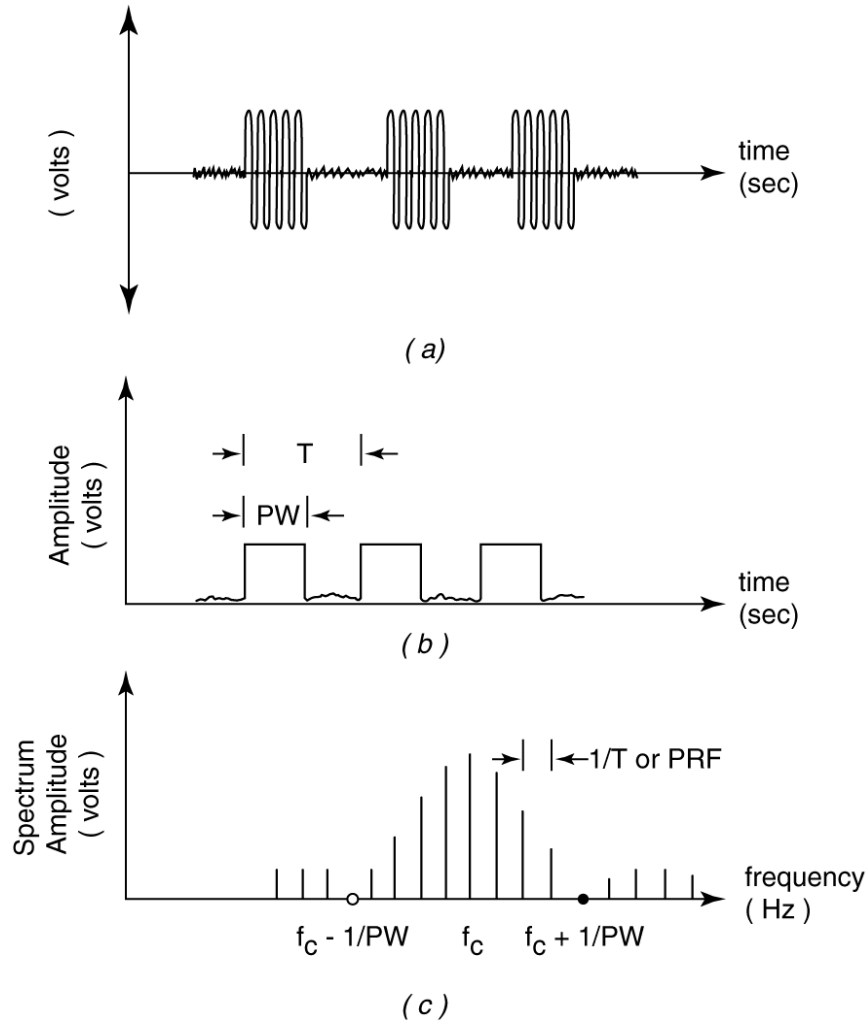 ( volts )
time
(sec)
( a)
Amplitude
( volts )
T
PW
time
(sec)
( b )
Spectrum
Amplitude
( volts )
1/T or PRF
frequency
( Hz )
fc - 1/PW
fc
fc + 1/PW
( c )